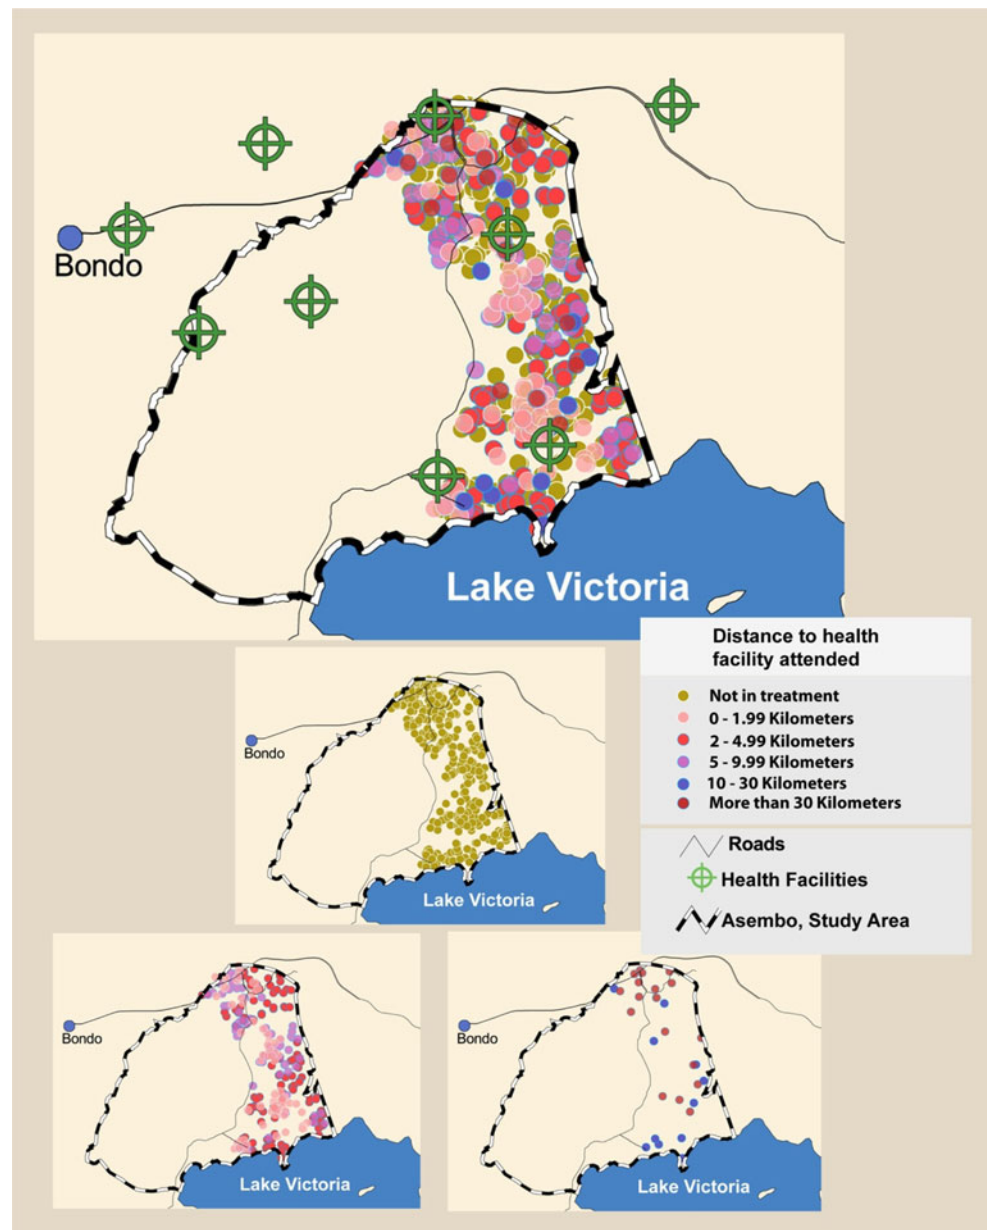 Bondo
Lake Victoria
Distance to health
facility attended
Not in treatment
0 - 1.99 Kilometers
2 - 4.99 Kilometers
5 - 9.99 Kilometers
10 - 30 Kilometers
More than 30 Kilometers
Roads
Health Facilities
Asembo, Study Area
Bondo
Lake Victoria
Bondo
Lake Victoria
Bondo
Lake Victoria